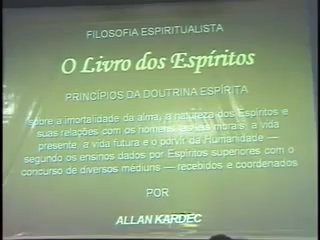 FILOSOFIA ESPIRITUALISTA
O Livro dos Espíritos
PRINCÍPIOS DA DOUTRINA ESPÍRITA
sobre a imortalidade da alma, a natureza dos Espíritos e
suas relações com os homens, as leis morais, a vida
presente, a vida futura e o porvir da Humanidade —
segundo os ensinos dados por Espíritos superiores com o
concurso de diversos médiuns — recebidos e coordenados
POR
ALLAN KARDEC